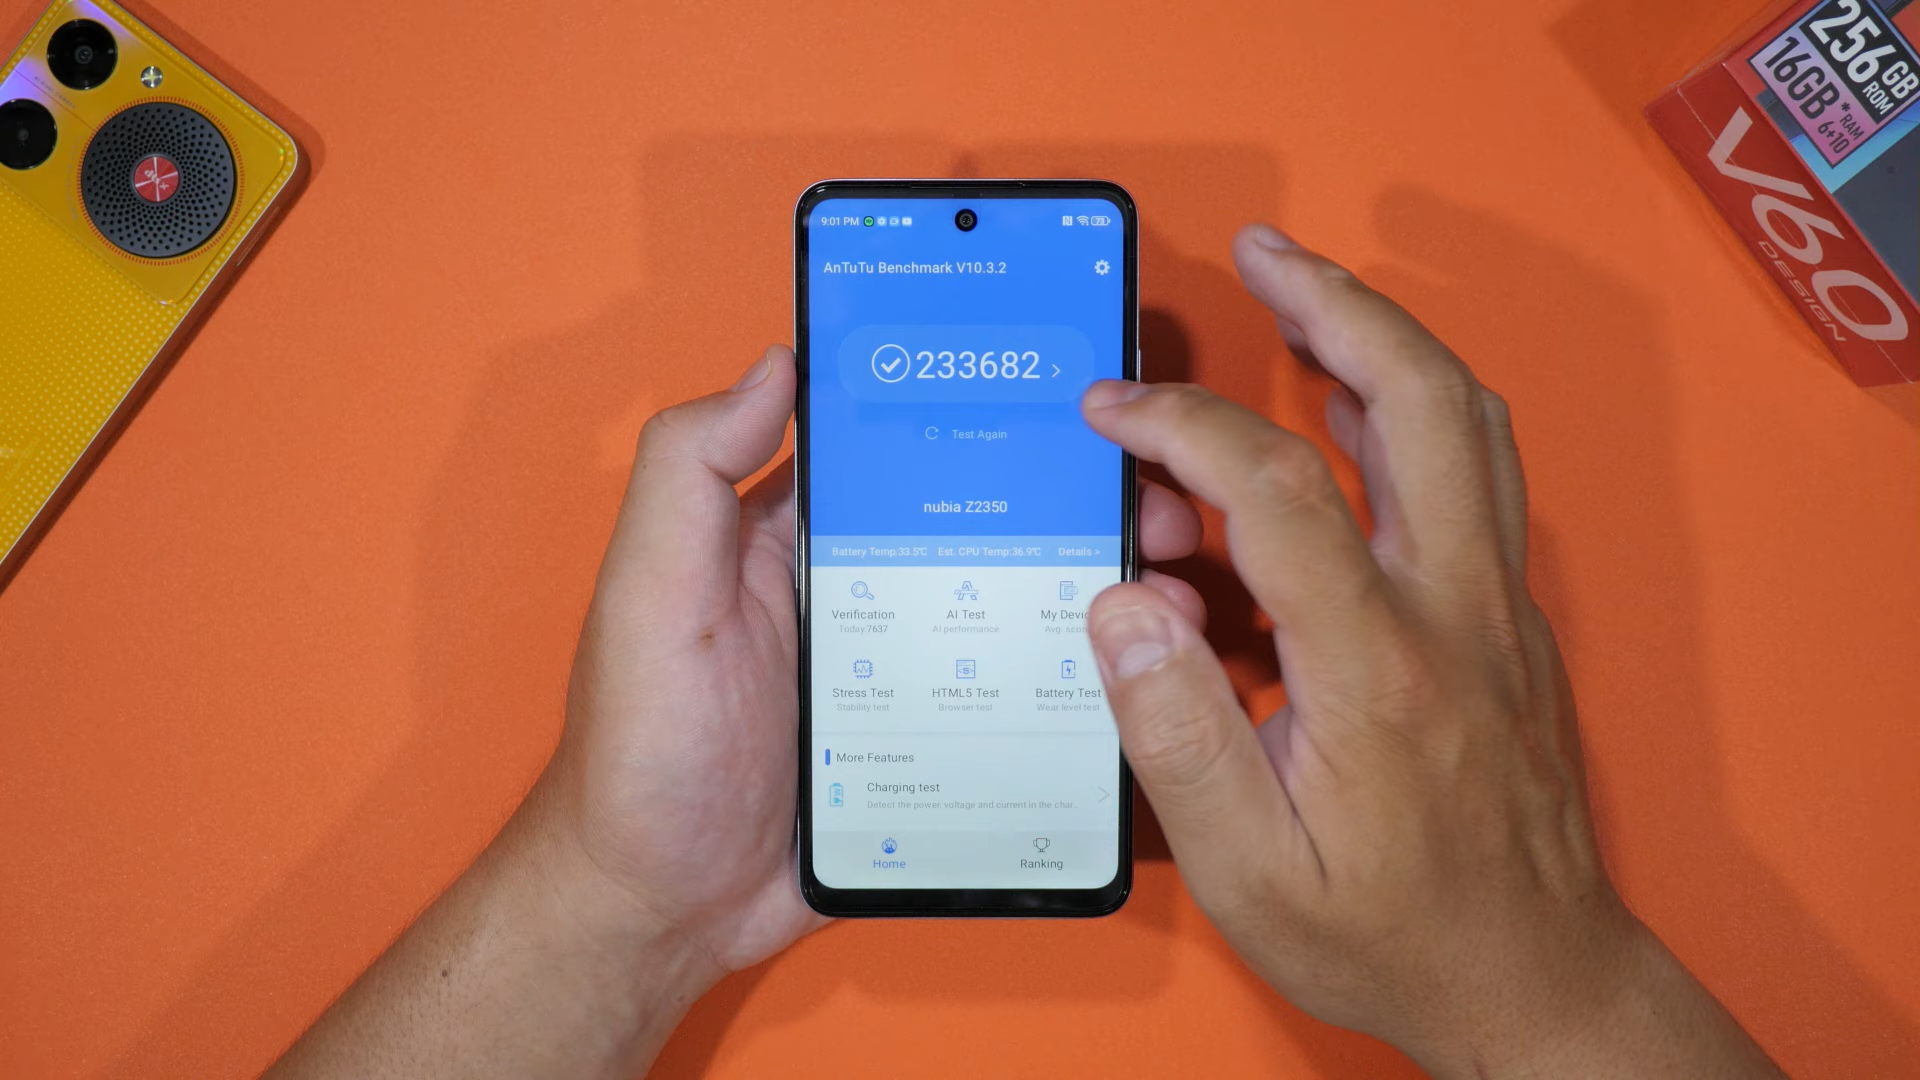 9:01 PM
73
AnTuTu Benchmark V10.3.2
233682
Test Again
nubia Z2350
Battery Temp:33.5℃ Est. CPU Temp:36.9℃ Details >
Verification
AI Test
My Devic
Today 7637
AI performance
Avg. scor
Stress Test
HTML5 Test
Battery Test
Stability test
Browser test
Wear level test
More Features
Charging test
Detect the power, voltage and current in the char...
Home
Ranking
256GB
ROM
16GB*
RAM
6+10
V60
DESIGN